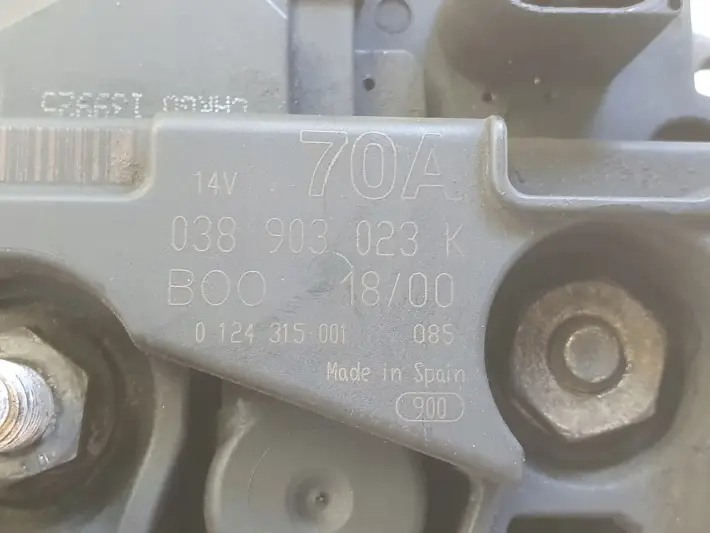 70A
14V
038 903 023 K
BOO 18/00
0 124 315 001 085
Made in Spain
900